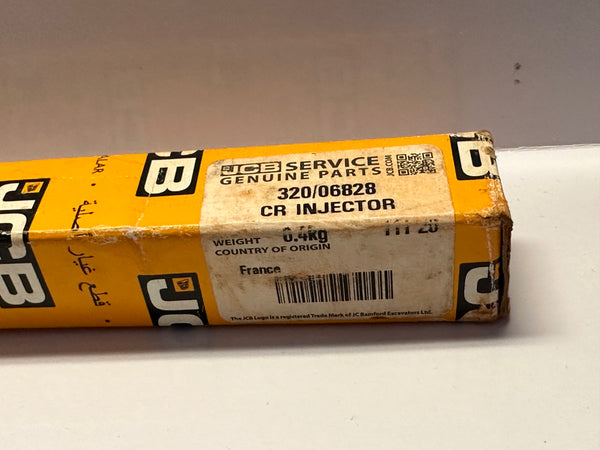 JCB SERVICE
GENUINE PARTS
JCB.COM
320/06828
CR INJECTOR
WEIGHT 0.4kg
COUNTRY OF ORIGIN
France
The JCB Logo is a registered Trade Mark of JC Bamford Excavators Ltd.
JCB
JCB
قطع غيار أصلية